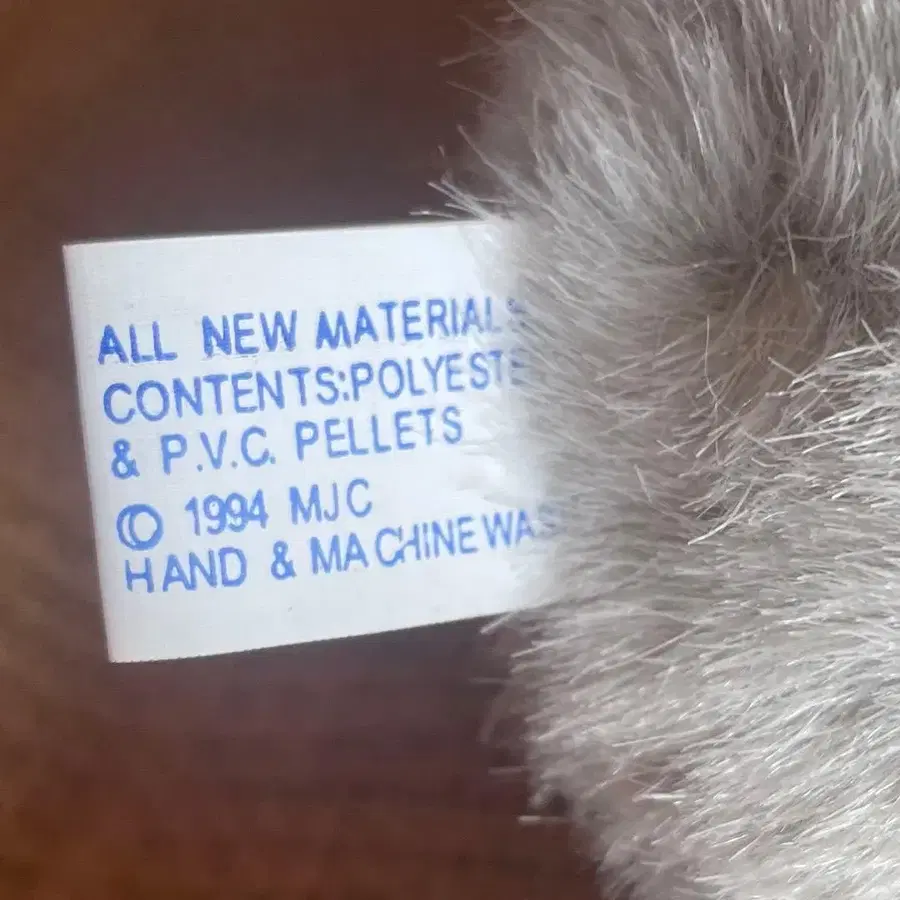 ALL NEW MATERIALS
CONTENTS:POLYESTE
& P.V.C. PELLETS
© 1994 MJC
HAND & MACHINE WAS